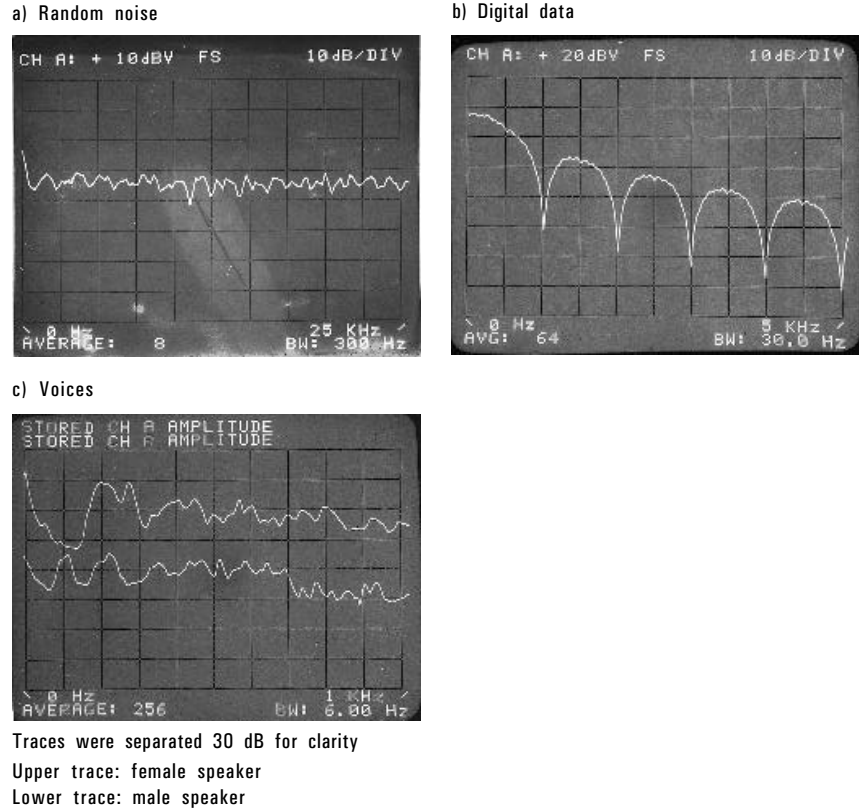 a) Random noise
CH A: + 10dBV FS 10dB/DIV
0 Hz 25 KHz
AVERAGE: 8 BW: 300 Hz
b) Digital data
CH A: + 20dBV FS 10dB/DIV
0 Hz 5 KHz
AVG: 64 BW: 30.0 Hz
c) Voices
STORED CH A AMPLITUDE
STORED CH A AMPLITUDE
0 Hz 1 KHz
AVERAGE: 256 BW: 6.00 Hz
Traces were separated 30 dB for clarity
Upper trace: female speaker
Lower trace: male speaker